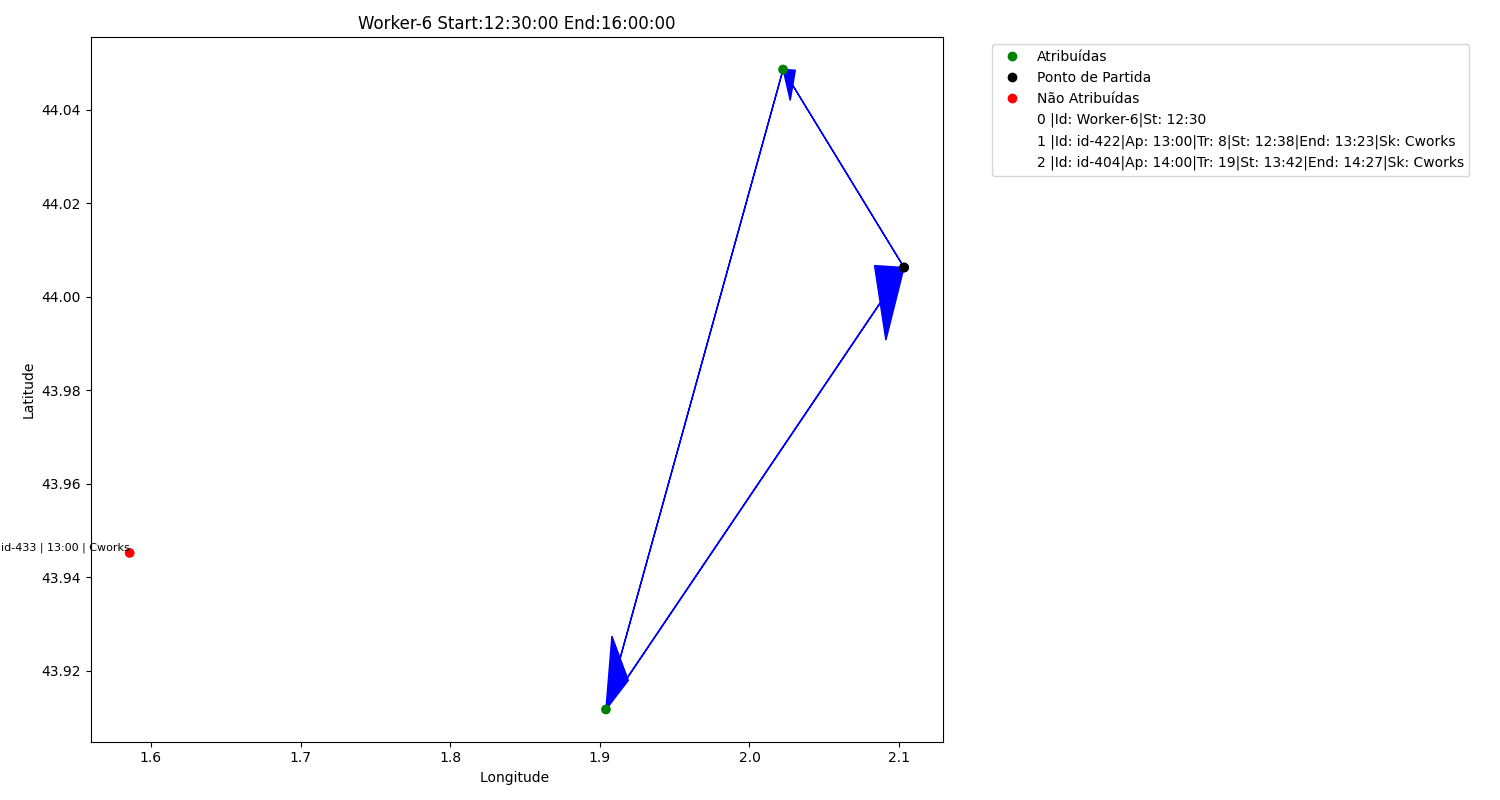 Worker-6 Start:12:30:00 End:16:00:00
Atribuídas
Ponto de Partida
Não Atribuídas
0 |Id: Worker-6|St: 12:30
1 |Id: id-422|Ap: 13:00|Tr: 8|St: 12:38|End: 13:23|Sk: Cworks
2 |Id: id-404|Ap: 14:00|Tr: 19|St: 13:42|End: 14:27|Sk: Cworks
Latitude
44.04
44.02
44.00
43.98
43.96
43.94
43.92
id-433 | 13:00 | Cworks
1.6
1.7
1.8
1.9
2.0
2.1
Longitude